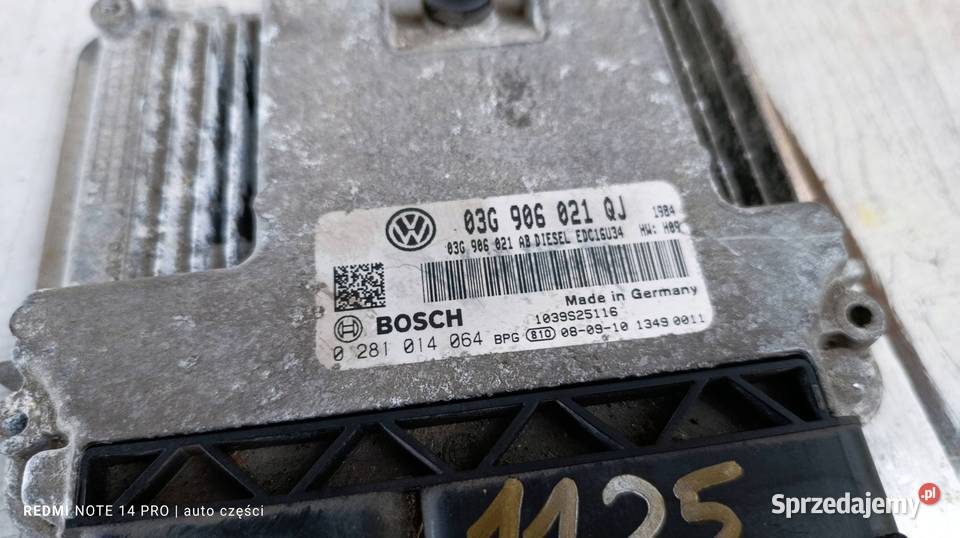 03G 906 021 QJ 1984
03G 906 021 AB DIESEL EDC16U34 HW: H09
Made in Germany
BOSCH 1039S25116
0 281 014 064 BPG 810 08-09-10 1349 0011
1125
REDMI NOTE 14 PRO | auto części
Sprzedajemy.pl